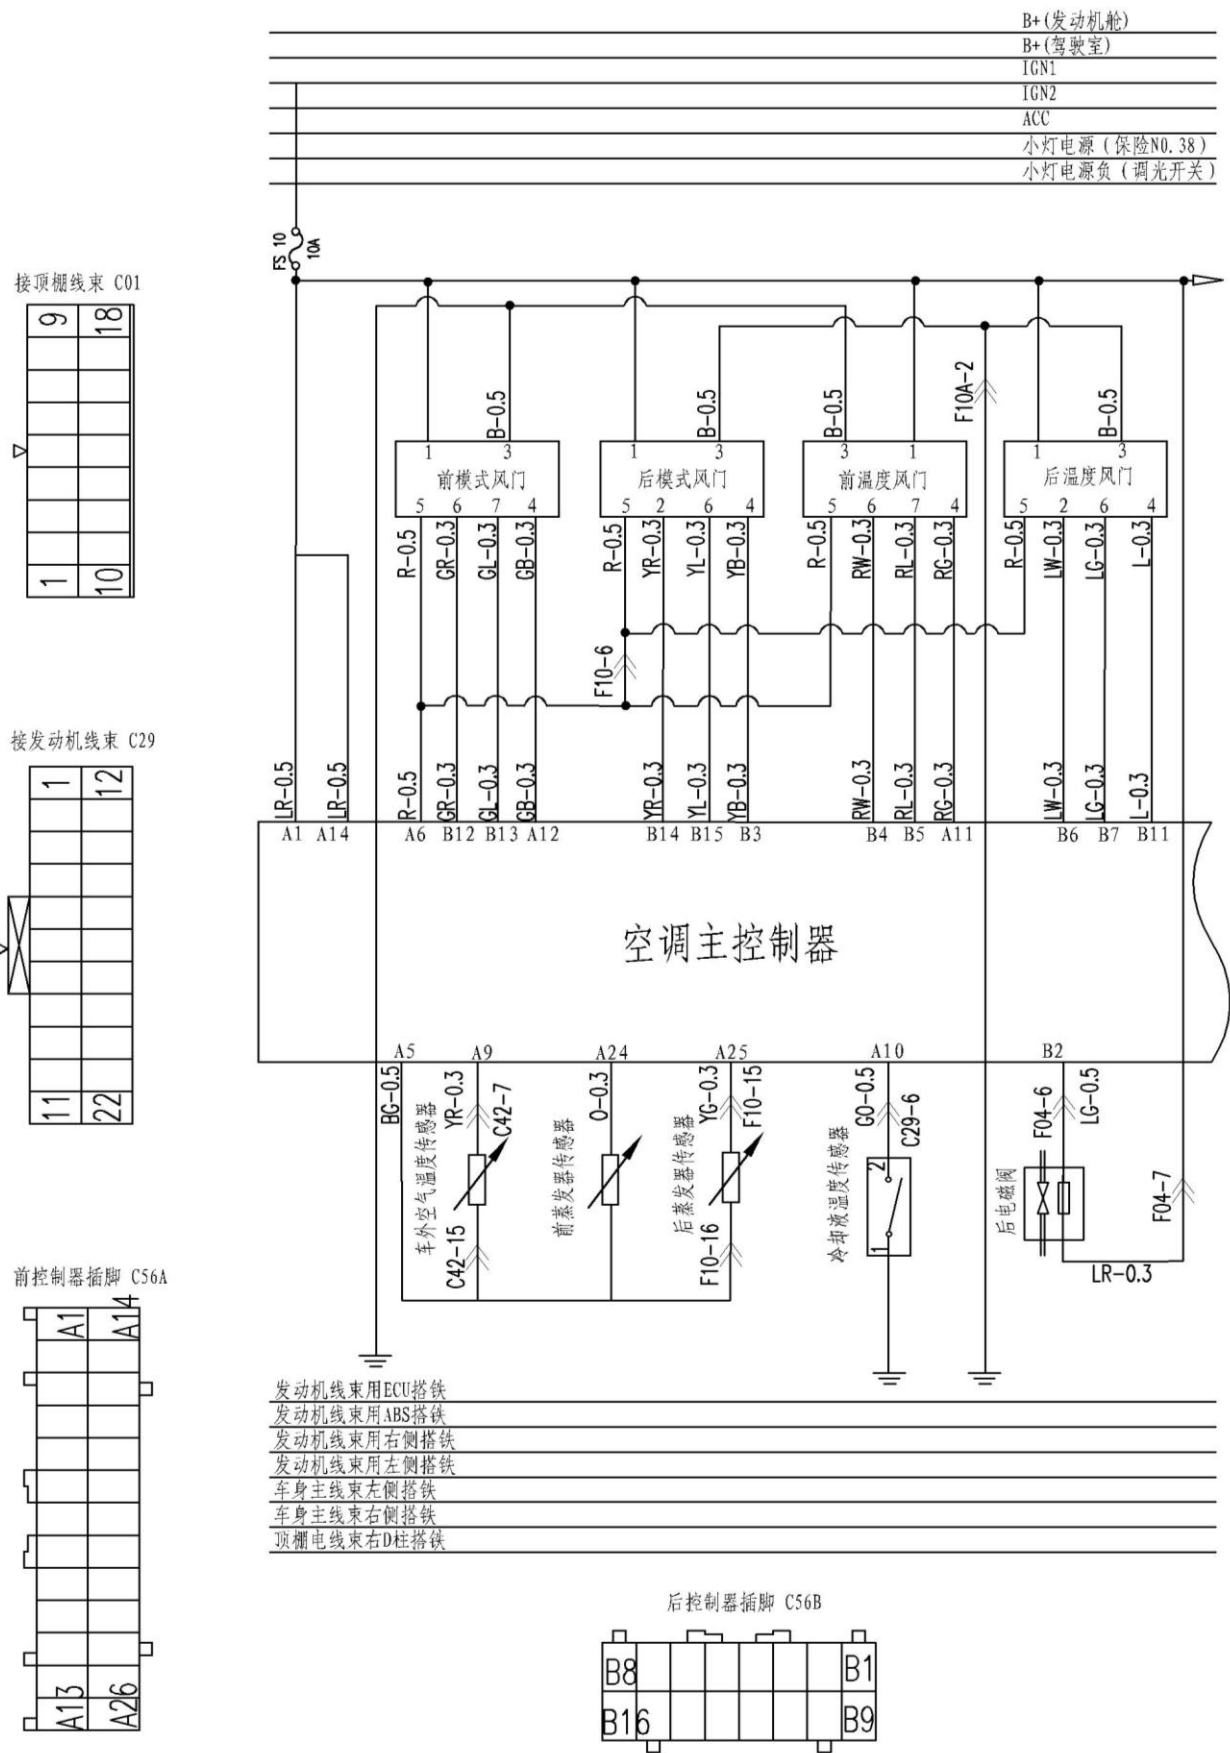 B+(发动机舱)
B+(驾驶室)
IGN1
IGN2
ACC
小灯电源（保险NO.38）
小灯电源负（调光开关）
FS 10
10A
接顶棚线束 C01
9 18
1 10
F10A-2
B-0.5 B-0.5 B-0.5 B-0.5
1 3 1 3 3 1 1 3
前模式风门 后模式风门 前温度风门 后温度风门
5 6 7 4 5 2 6 4 5 6 7 4 5 2 6 4
R-0.5 GR-0.3 GL-0.3 GB-0.3 R-0.5 YR-0.3 YL-0.3 YB-0.3 R-0.5 RW-0.3 RL-0.3 RG-0.3 R-0.5 LW-0.3 LG-0.3 L-0.3
F10-6
接发动机线束 C29
1 12
11 22
LR-0.5 LR-0.5 R-0.5 GR-0.3 GL-0.3 GB-0.3 YR-0.3 YL-0.3 YB-0.3 RW-0.3 RL-0.3 RG-0.3 LW-0.3 LG-0.3 L-0.3
A1 A14 A6 B12 B13 A12 B14 B15 B3 B4 B5 A11 B6 B7 B11
空调主控制器
A5 A9 A24 A25 A10 B2
BG-0.5 YR-0.3 C42-7 O-0.3 YG-0.3 F10-15 GO-0.5 C29-6 F04-6 LG-0.5
车外空气温度传感器 前蒸发器传感器 后蒸发器传感器 冷却液温度传感器 后电磁阀
2
1
C42-15 F10-16 F04-7
LR-0.3
前控制器插脚 C56A
A1 A14
A13 A26
发动机线束用ECU搭铁
发动机线束用ABS搭铁
发动机线束用右侧搭铁
发动机线束用左侧搭铁
车身主线束左侧搭铁
车身主线束右侧搭铁
顶棚电线束右D柱搭铁
后控制器插脚 C56B
B8 B1
B16 B9